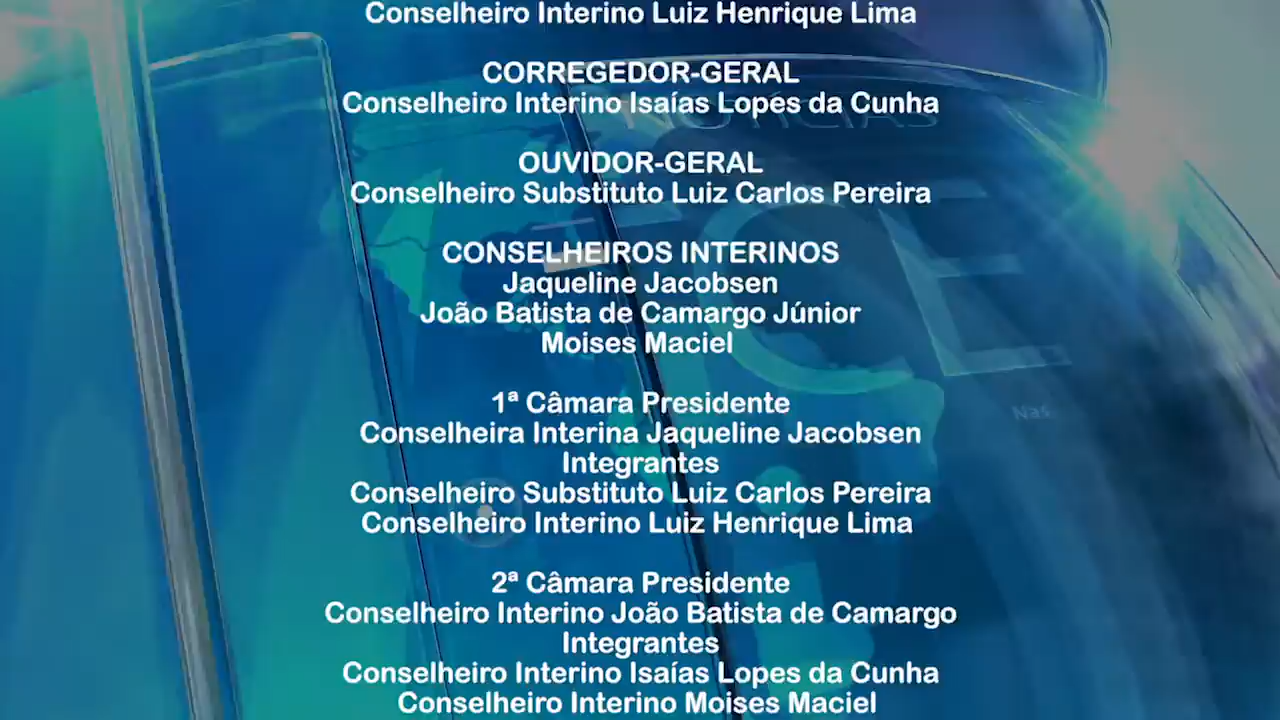 Conselheiro Interino Luiz Henrique Lima
CORREGEDOR-GERAL
Conselheiro Interino Isaías Lopes da Cunha
NOTÍCIAS
OUVIDOR-GERAL
Conselheiro Substituto Luiz Carlos Pereira
TCE
CONSELHEIROS INTERINOS
Jaqueline Jacobsen
João Batista de Camargo Júnior
Moises Maciel
1ª Câmara Presidente
Conselheira Interina Jaqueline Jacobsen
Integrantes
Conselheiro Substituto Luiz Carlos Pereira
Conselheiro Interino Luiz Henrique Lima
2ª Câmara Presidente
Conselheiro Interino João Batista de Camargo
Integrantes
Conselheiro Interino Isaías Lopes da Cunha
Conselheiro Interino Moises Maciel